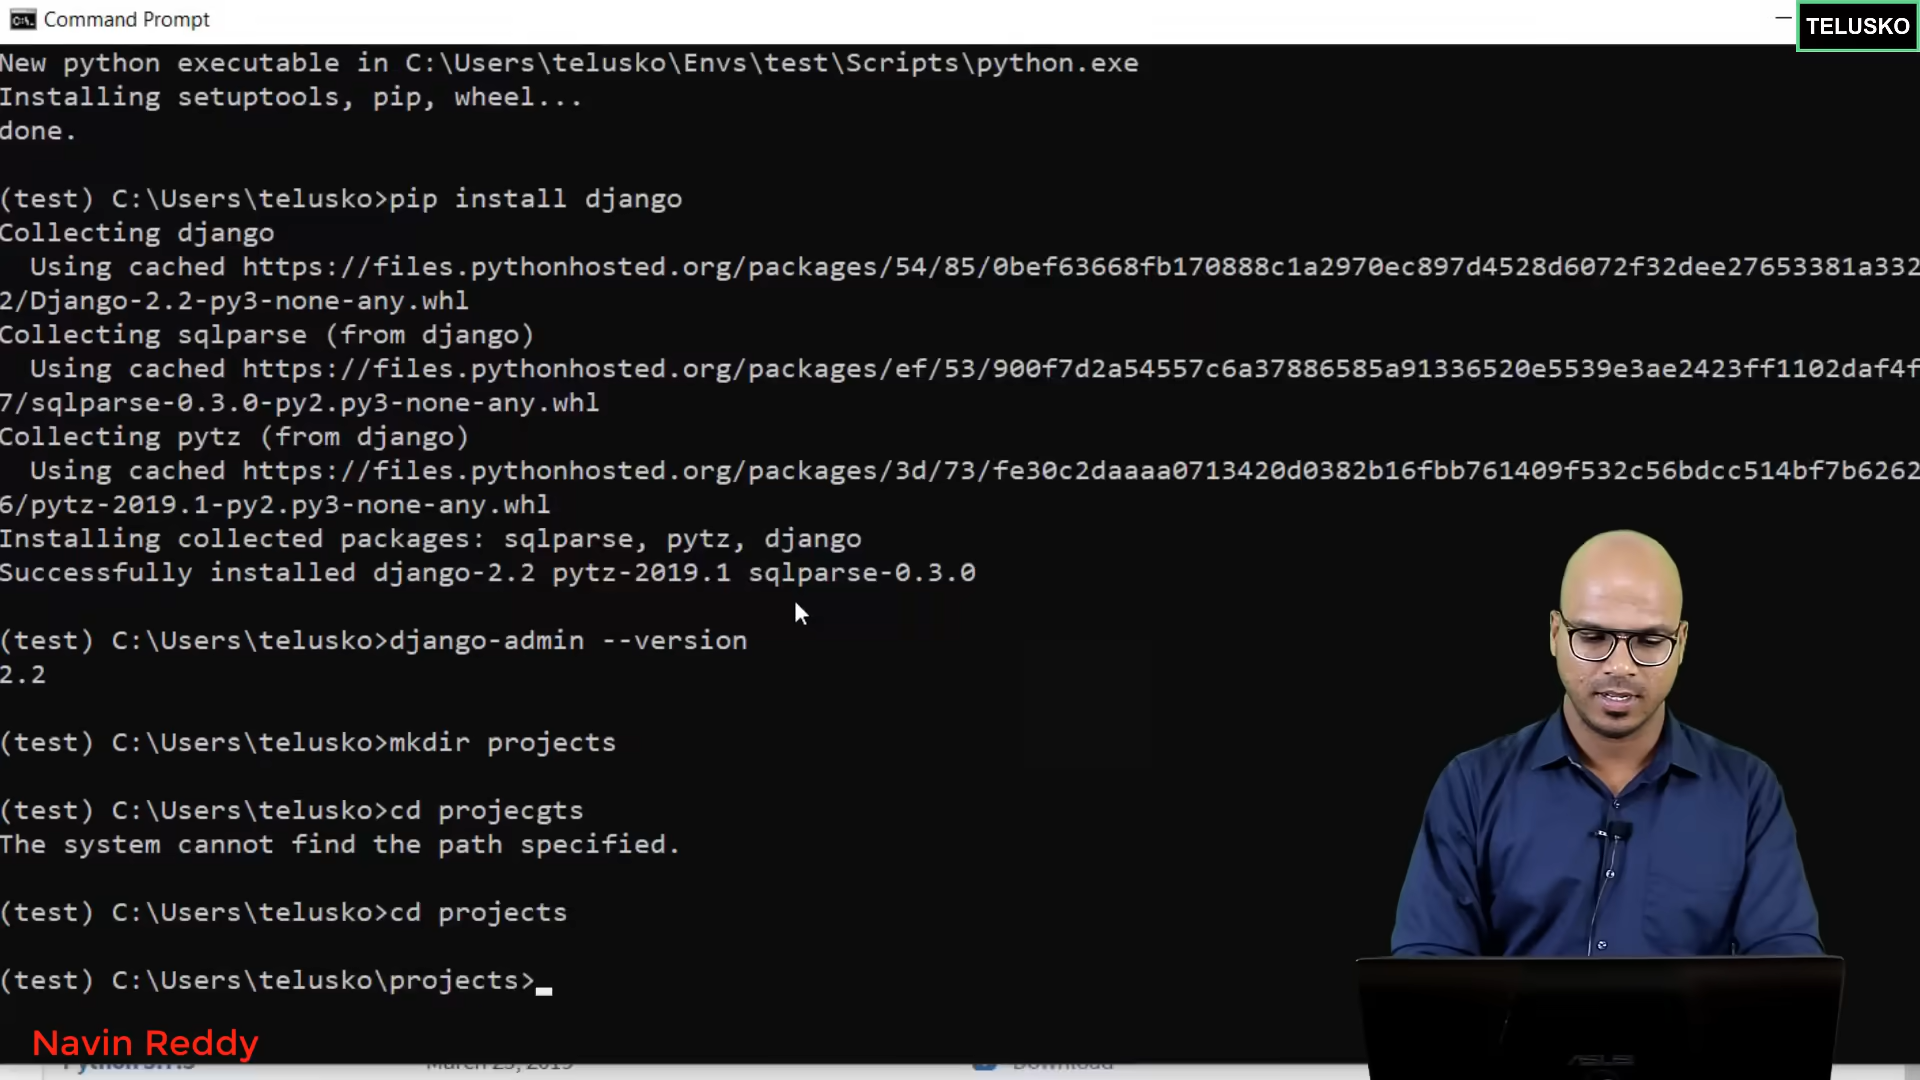 Command Prompt
TELUSKO
New python executable in C:\Users\telusko\Envs\test\Scripts\python.exe
Installing setuptools, pip, wheel...
done.
(test) C:\Users\telusko>pip install django
Collecting django
Using cached https://files.pythonhosted.org/packages/54/85/0bef63668fb170888c1a2970ec897d4528d6072f32dee27653381a332
2/Django-2.2-py3-none-any.whl
Collecting sqlparse (from django)
Using cached https://files.pythonhosted.org/packages/ef/53/900f7d2a54557c6a37886585a91336520e5539e3ae2423ff1102daf4f
7/sqlparse-0.3.0-py2.py3-none-any.whl
Collecting pytz (from django)
Using cached https://files.pythonhosted.org/packages/3d/73/fe30c2daaaa0713420d0382b16fbb761409f532c56bdcc514bf7b6262
6/pytz-2019.1-py2.py3-none-any.whl
Installing collected packages: sqlparse, pytz, django
Successfully installed django-2.2 pytz-2019.1 sqlparse-0.3.0
(test) C:\Users\telusko>django-admin --version
2.2
(test) C:\Users\telusko>mkdir projects
(test) C:\Users\telusko>cd projecgts
The system cannot find the path specified.
(test) C:\Users\telusko>cd projects
(test) C:\Users\telusko\projects>
Navin Reddy
ASUS